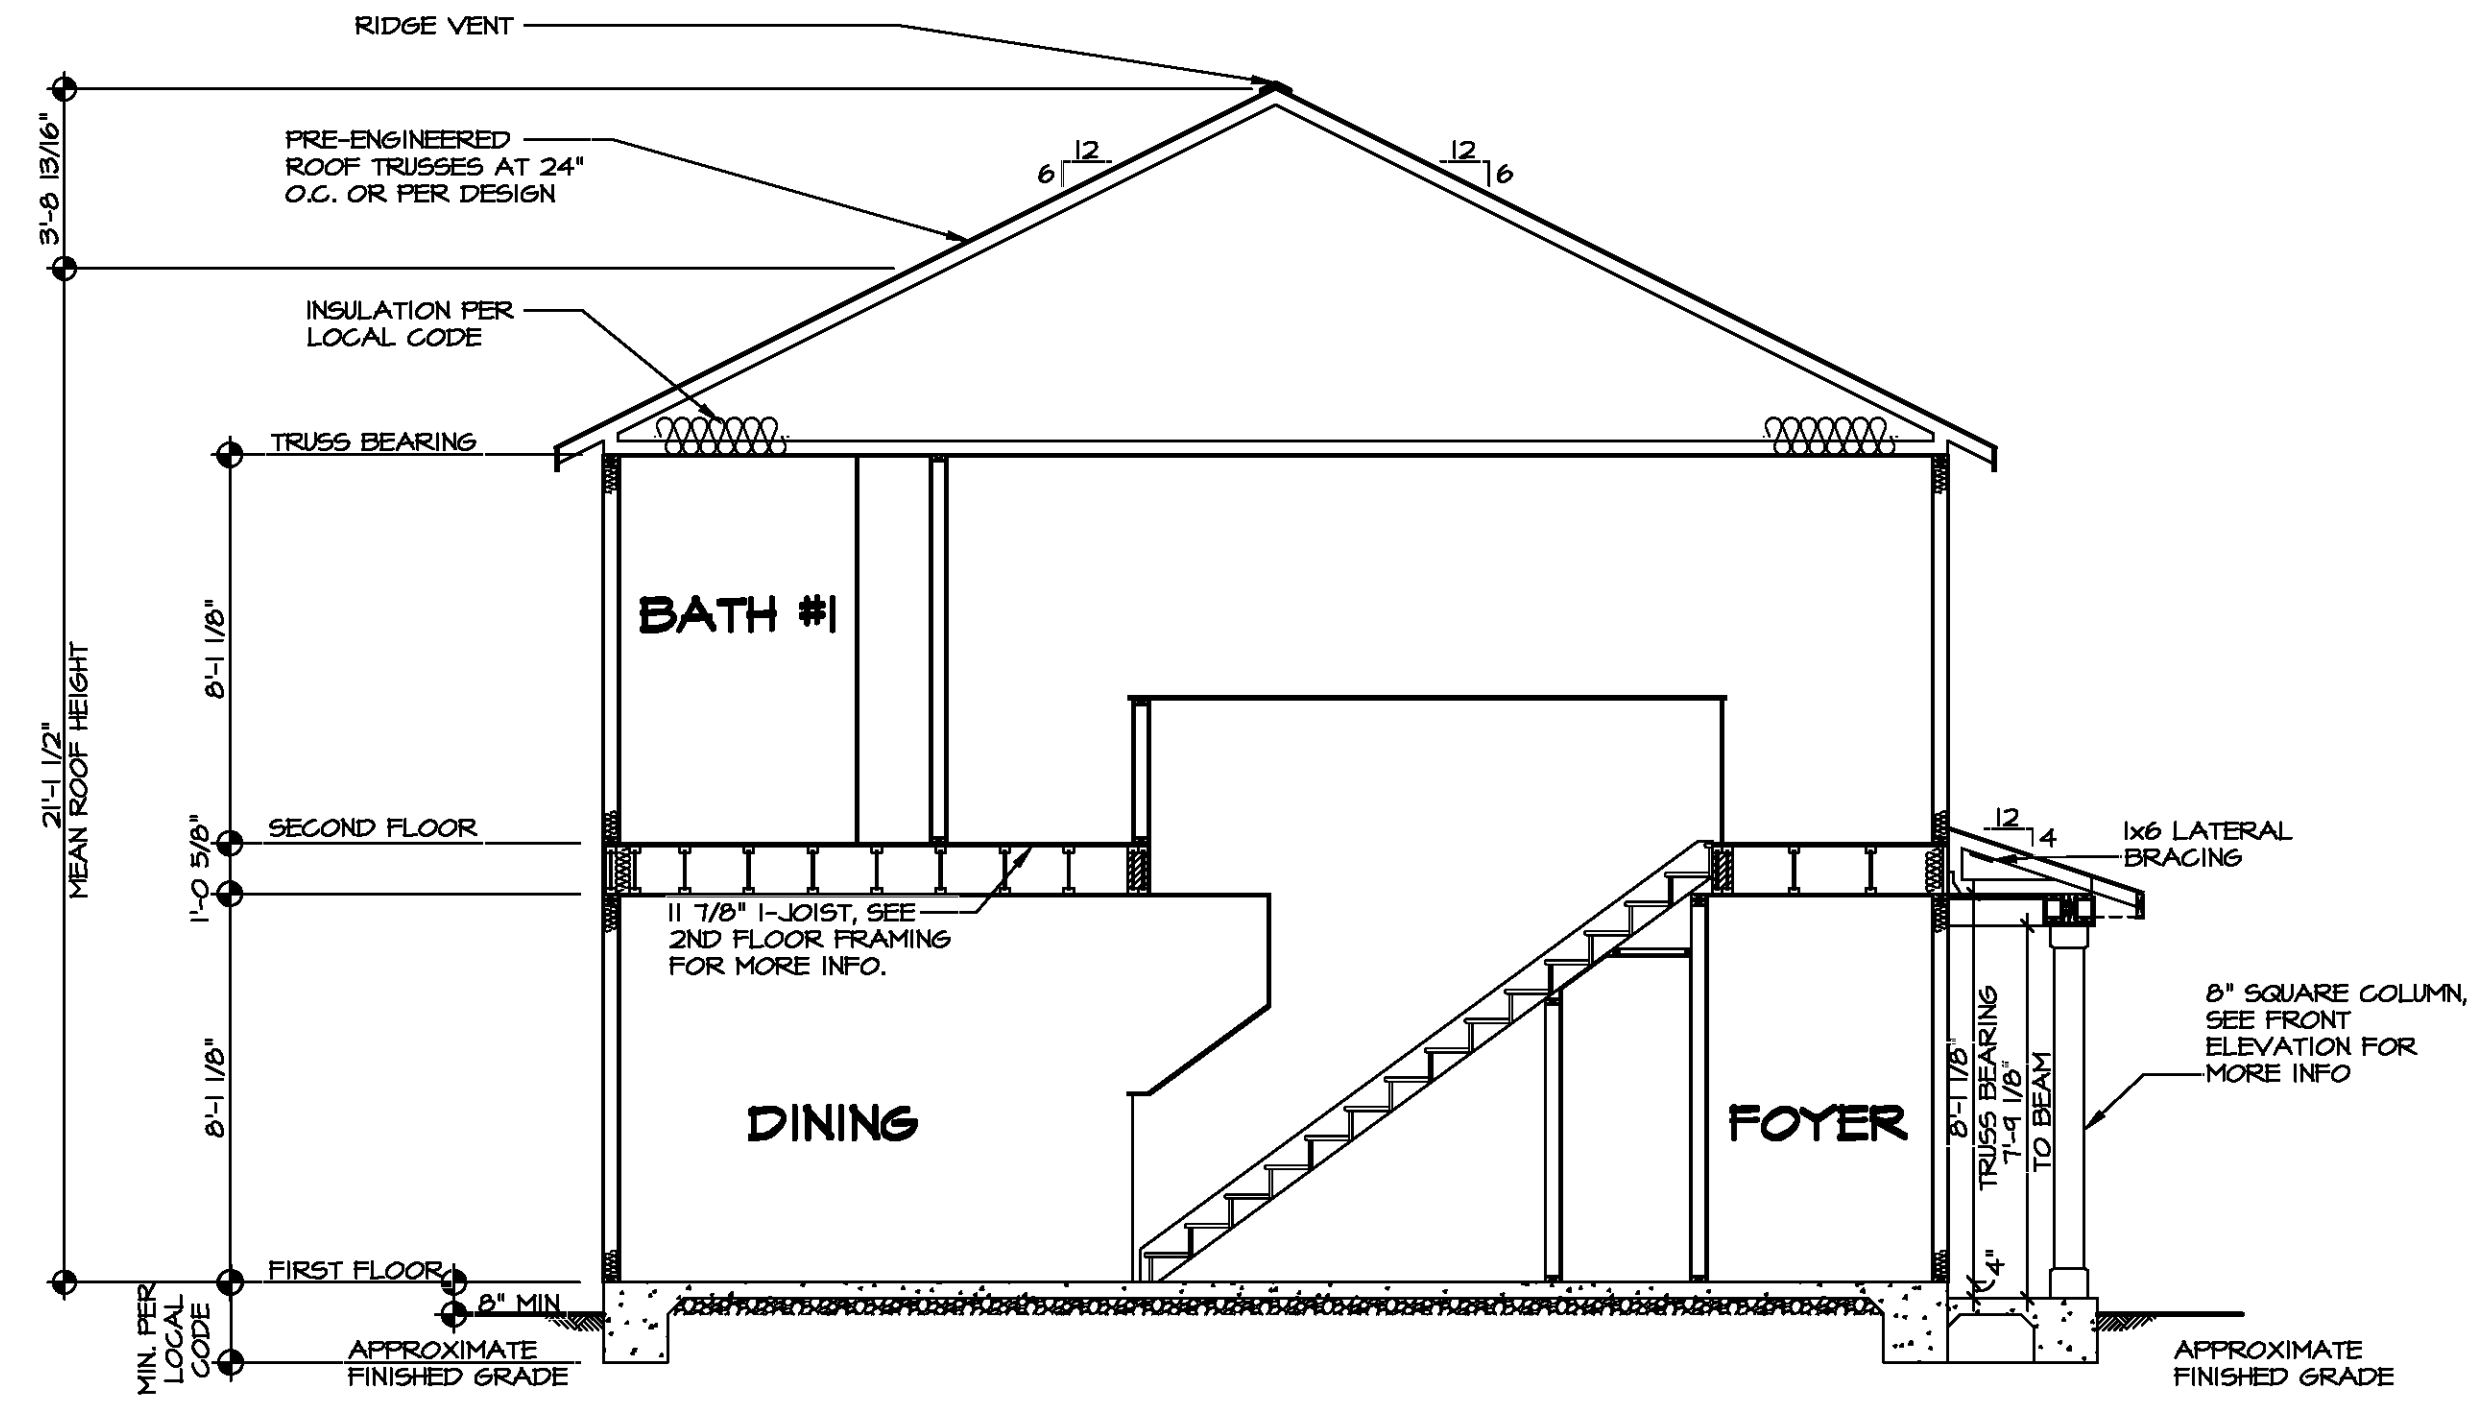 RIDGE VENT
3'-8 13/16"
PRE-ENGINEERED
ROOF TRUSSES AT 24"
O.C. OR PER DESIGN
12
6
12
6
INSULATION PER
LOCAL CODE
TRUSS BEARING
8'-1 1/8"
BATH #1
21'-1 1/2"
MEAN ROOF HEIGHT
SECOND FLOOR
1'-0 5/8"
12
4
1x6 LATERAL
BRACING
11 7/8" I-JOIST, SEE
2ND FLOOR FRAMING
FOR MORE INFO.
8'-1 1/8"
DINING
FOYER
8'-1 1/8"
TRUSS BEARING
7'-9 1/8"
TO BEAM
8" SQUARE COLUMN,
SEE FRONT
ELEVATION FOR
MORE INFO
FIRST FLOOR
4"
8" MIN
MIN. PER
LOCAL
CODE
APPROXIMATE
FINISHED GRADE
APPROXIMATE
FINISHED GRADE